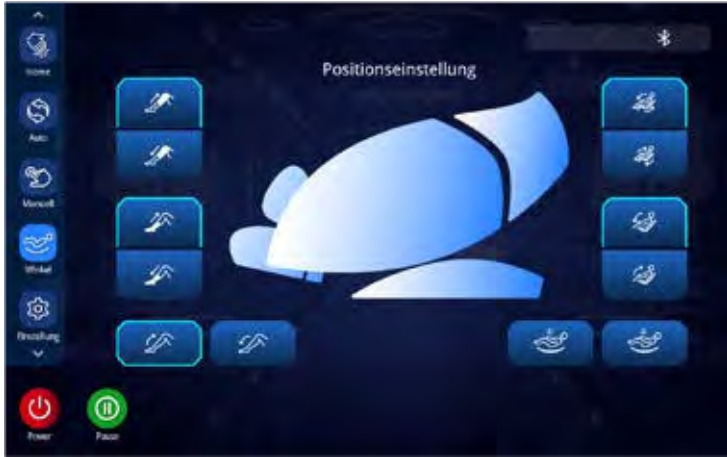 Positionseinstellung
Home
Auto
Manuell
Winkel
Einstellung
Power
Pause